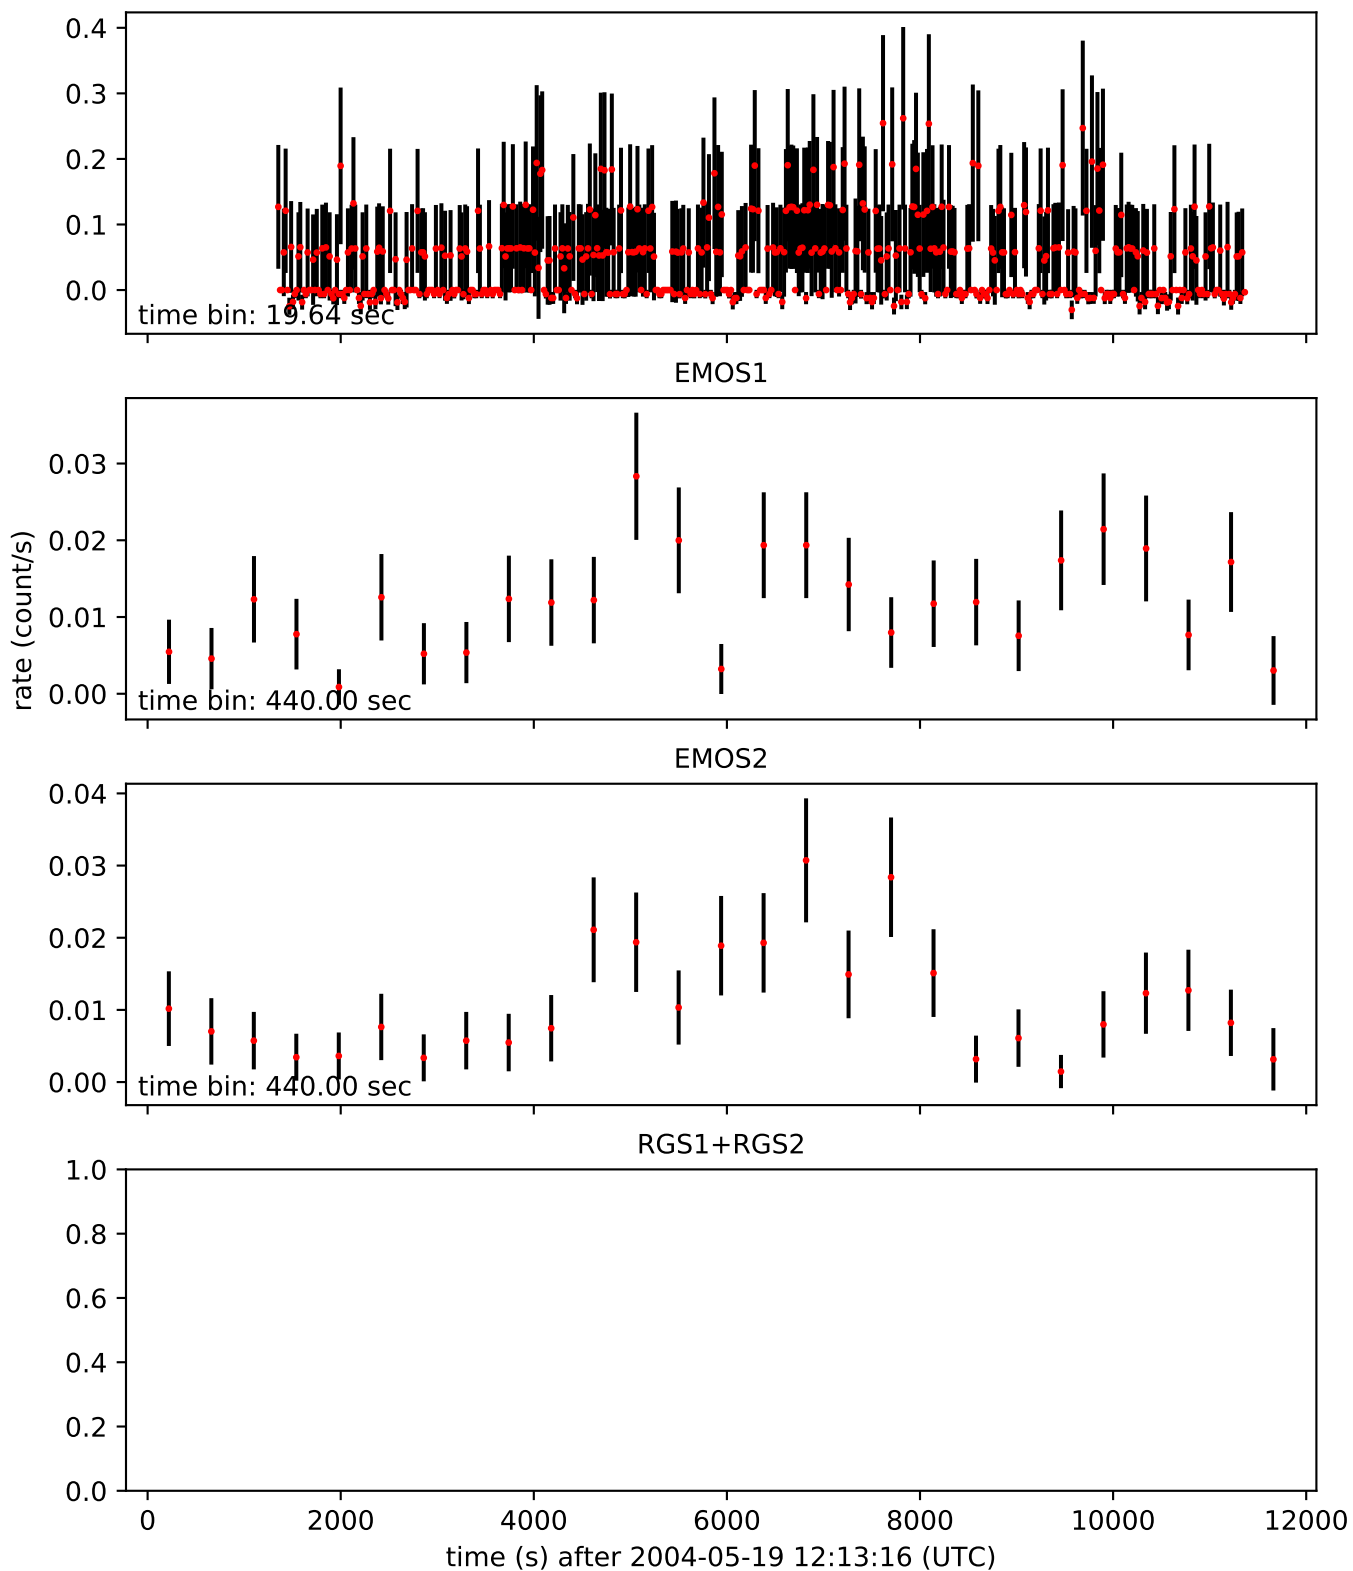 0.4
0.3
0.2
0.1
0.0
time bin: 19.64 sec
EMOS1
0.03
0.02
0.01
0.00
time bin: 440.00 sec
rate (count/s)
EMOS2
0.04
0.03
0.02
0.01
0.00
time bin: 440.00 sec
RGS1+RGS2
1.0
0.8
0.6
0.4
0.2
0.0
0 2000 4000 6000 8000 10000 12000
time (s) after 2004-05-19 12:13:16 (UTC)